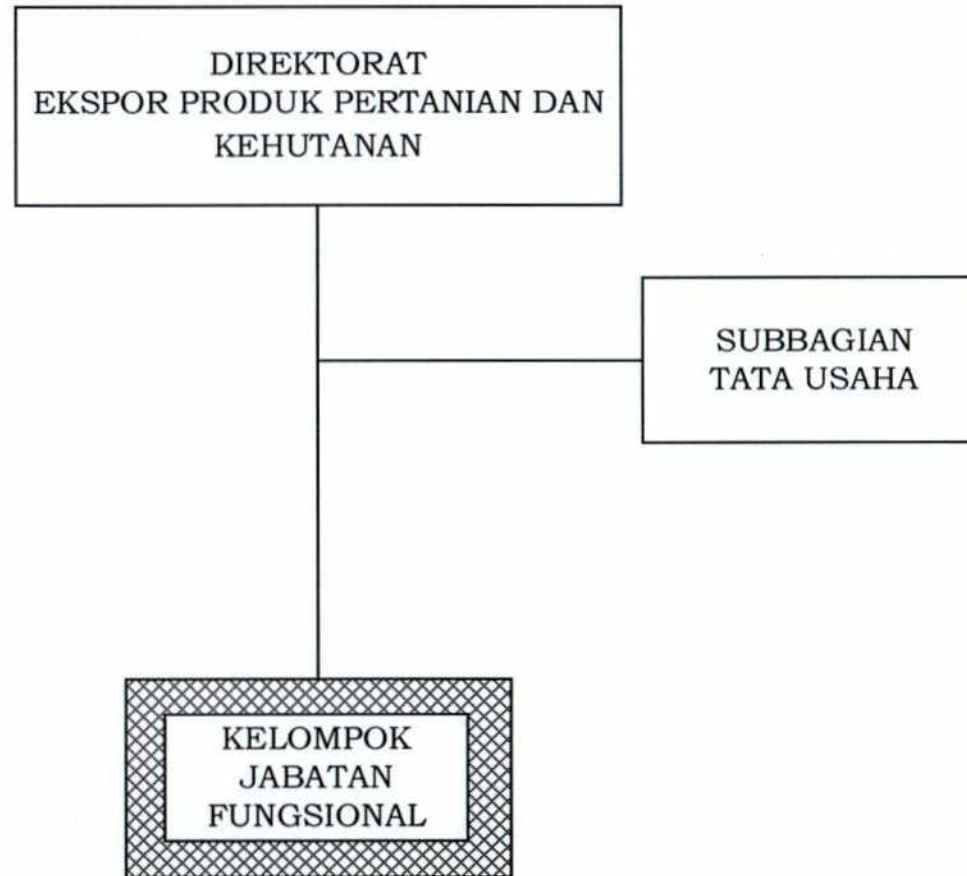 DIREKTORAT
EKSPOR PRODUK PERTANIAN DAN
KEHUTANAN
SUBBAGIAN
TATA USAHA
KELOMPOK
JABATAN
FUNGSIONAL